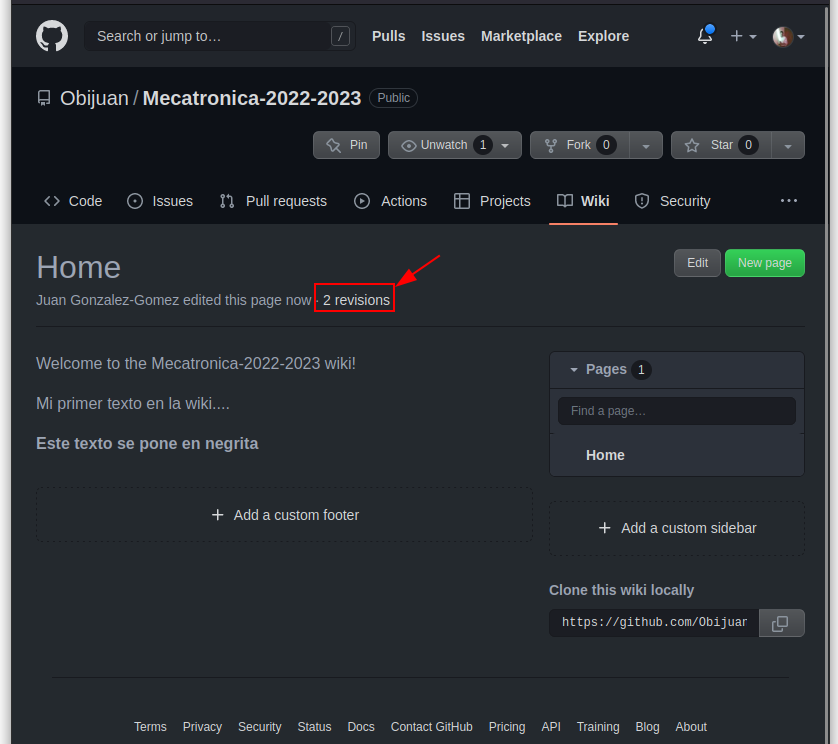 Search or jump to… /
Pulls Issues Marketplace Explore
Obijuan / Mecatronica-2022-2023 Public
Pin Unwatch 1 Fork 0 Star 0
Code Issues Pull requests Actions Projects Wiki Security ...
Home
Edit New page
Juan Gonzalez-Gomez edited this page now · 2 revisions
Welcome to the Mecatronica-2022-2023 wiki!
Mi primer texto en la wiki....
Este texto se pone en negrita
+ Add a custom footer
Pages 1
Find a page…
Home
+ Add a custom sidebar
Clone this wiki locally
https://github.com/Obijuan
Terms Privacy Security Status Docs Contact GitHub Pricing API Training Blog About